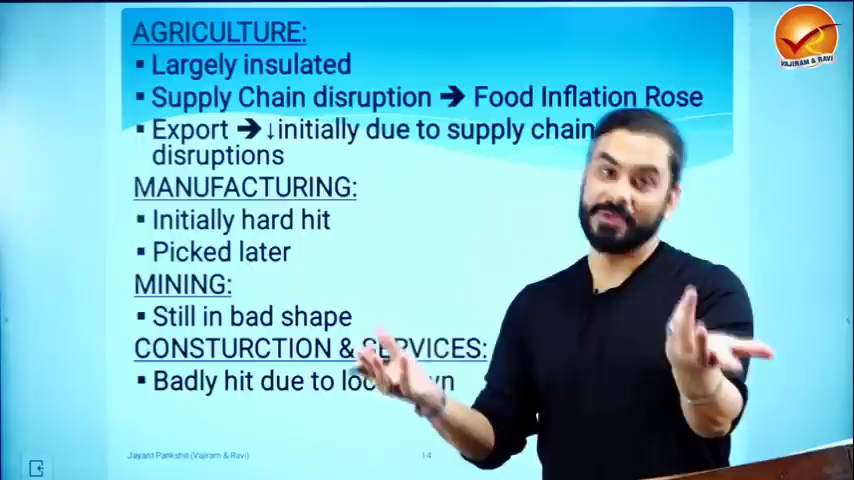 AGRICULTURE:
▪ Largely insulated
▪ Supply Chain disruption ➔ Food Inflation Rose
▪ Export ➔↓initially due to supply chain
disruptions
MANUFACTURING:
▪ Initially hard hit
▪ Picked later
MINING:
▪ Still in bad shape
CONSTURCTION & SERVICES:
▪ Badly hit due to
Jayant Parikshit (Vajiram & Ravi)
14
VAJIRAM & RAVI